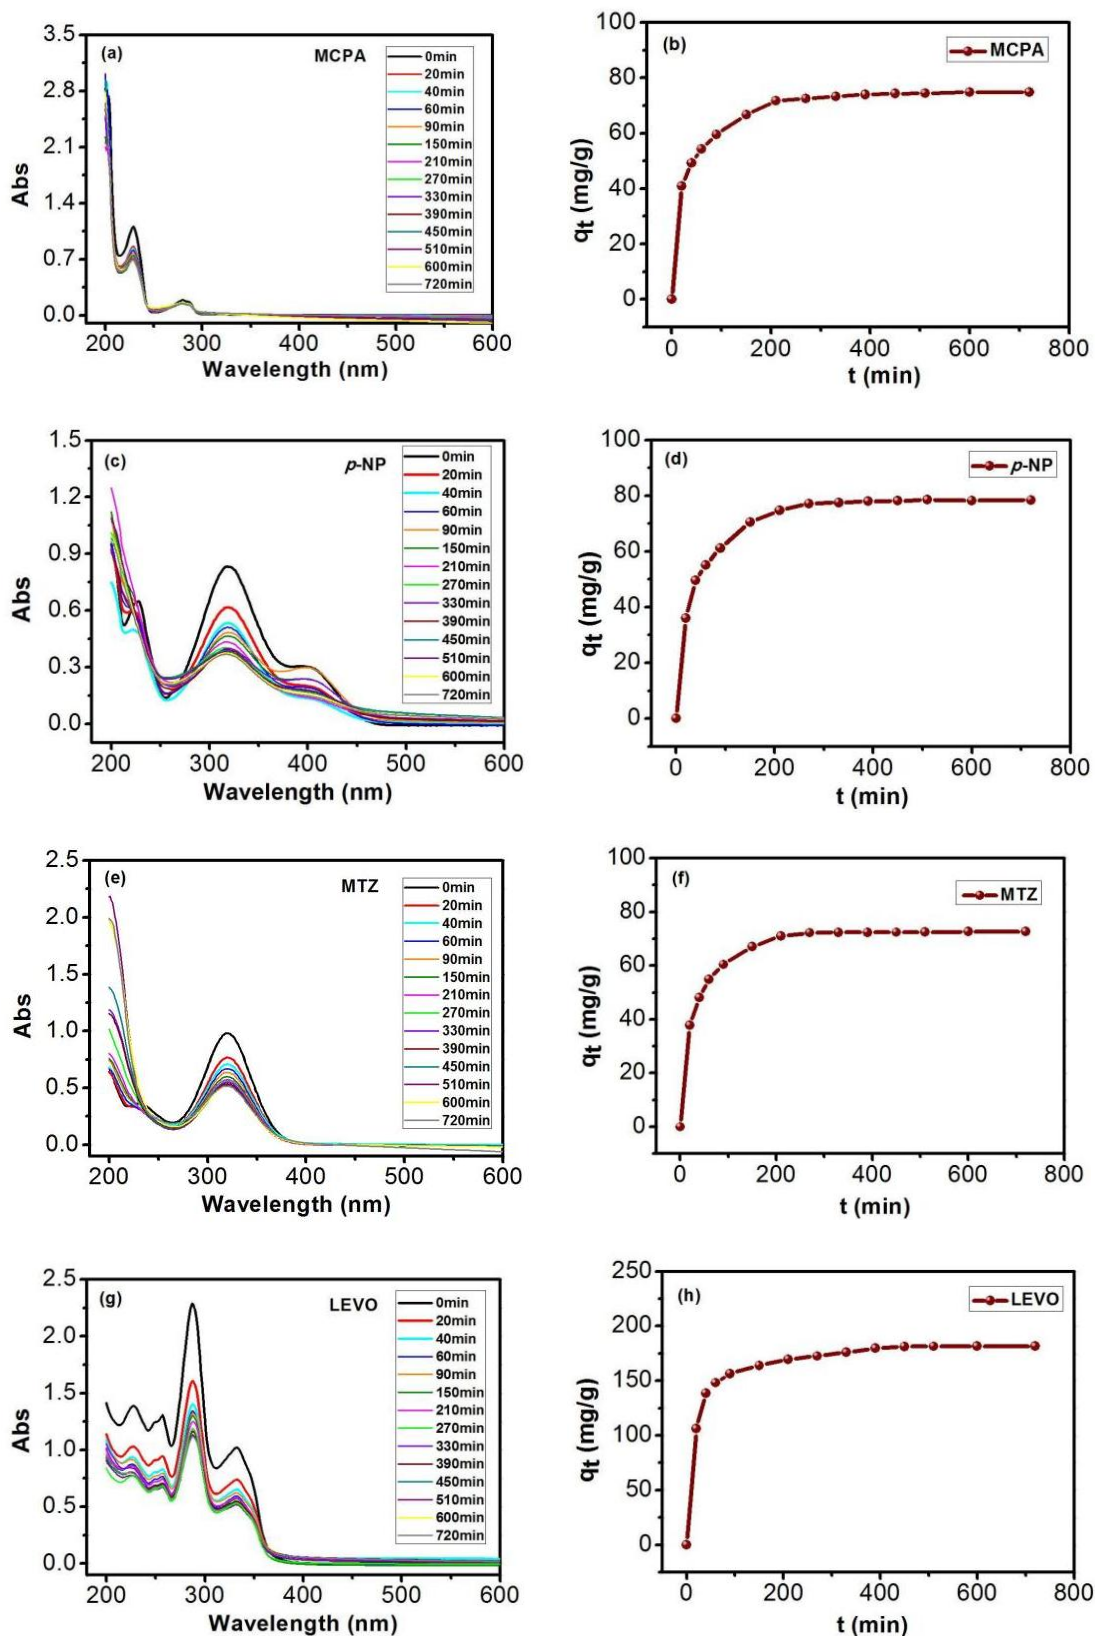 (a)
MCPA
0min
20min
40min
60min
90min
150min
210min
270min
330min
390min
450min
510min
600min
720min
3.5
2.8
2.1
1.4
0.7
0.0
Abs
200 300 400 500 600
Wavelength (nm)
(b)
MCPA
100
80
60
40
20
0
qt (mg/g)
0 200 400 600 800
t (min)
(c)
p-NP
0min
20min
40min
60min
90min
150min
210min
270min
330min
390min
450min
510min
600min
720min
1.5
1.2
0.9
0.6
0.3
0.0
Abs
200 300 400 500 600
Wavelength (nm)
(d)
p-NP
100
80
60
40
20
0
qt (mg/g)
0 200 400 600 800
t (min)
(e)
MTZ
0min
20min
40min
60min
90min
150min
210min
270min
330min
390min
450min
510min
600min
720min
2.5
2.0
1.5
1.0
0.5
0.0
Abs
200 300 400 500 600
Wavelength (nm)
(f)
MTZ
100
80
60
40
20
0
qt (mg/g)
0 200 400 600 800
t (min)
(g)
LEVO
0min
20min
40min
60min
90min
150min
210min
270min
330min
390min
450min
510min
600min
720min
2.5
2.0
1.5
1.0
0.5
0.0
Abs
200 300 400 500 600
Wavelength (nm)
(h)
LEVO
250
200
150
100
50
0
qt (mg/g)
0 200 400 600 800
t (min)